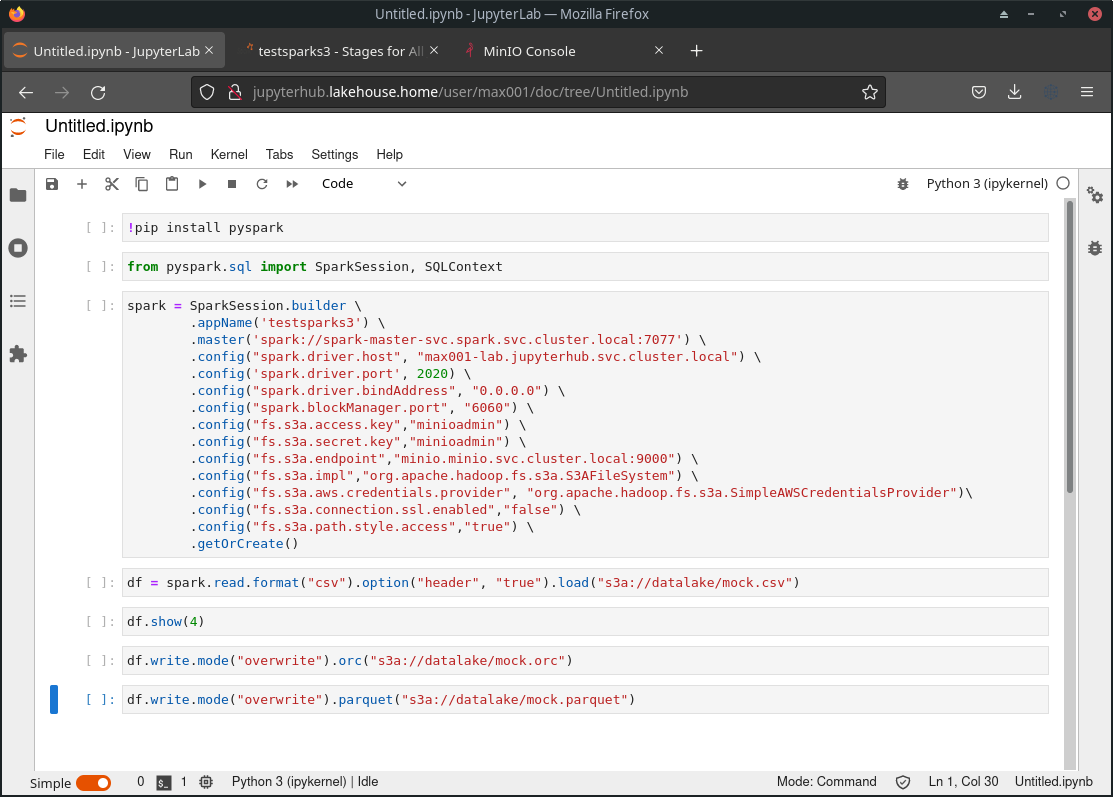 Untitled.ipynb - JupyterLab — Mozilla Firefox
Untitled.ipynb - JupyterLab
testsparks3 - Stages for All
MinIO Console
jupyterhub.lakehouse.home/user/max001/doc/tree/Untitled.ipynb
Untitled.ipynb
File Edit View Run Kernel Tabs Settings Help
Code
Python 3 (ipykernel)
[ ]: !pip install pyspark
[ ]: from pyspark.sql import SparkSession, SQLContext
[ ]: spark = SparkSession.builder \
.appName('testsparks3') \
.master('spark://spark-master-svc.spark.svc.cluster.local:7077') \
.config("spark.driver.host", "max001-lab.jupyterhub.svc.cluster.local") \
.config('spark.driver.port', 2020) \
.config("spark.driver.bindAddress", "0.0.0.0") \
.config("spark.blockManager.port", "6060") \
.config("fs.s3a.access.key","minioadmin") \
.config("fs.s3a.secret.key","minioadmin") \
.config("fs.s3a.endpoint","minio.minio.svc.cluster.local:9000") \
.config("fs.s3a.impl","org.apache.hadoop.fs.s3a.S3AFileSystem") \
.config("fs.s3a.aws.credentials.provider", "org.apache.hadoop.fs.s3a.SimpleAWSCredentialsProvider")\
.config("fs.s3a.connection.ssl.enabled","false") \
.config("fs.s3a.path.style.access","true") \
.getOrCreate()
[ ]: df = spark.read.format("csv").option("header", "true").load("s3a://datalake/mock.csv")
[ ]: df.show(4)
[ ]: df.write.mode("overwrite").orc("s3a://datalake/mock.orc")
[ ]: df.write.mode("overwrite").parquet("s3a://datalake/mock.parquet")
Simple 0 $_ 1 Python 3 (ipykernel) | Idle Mode: Command Ln 1, Col 30 Untitled.ipynb